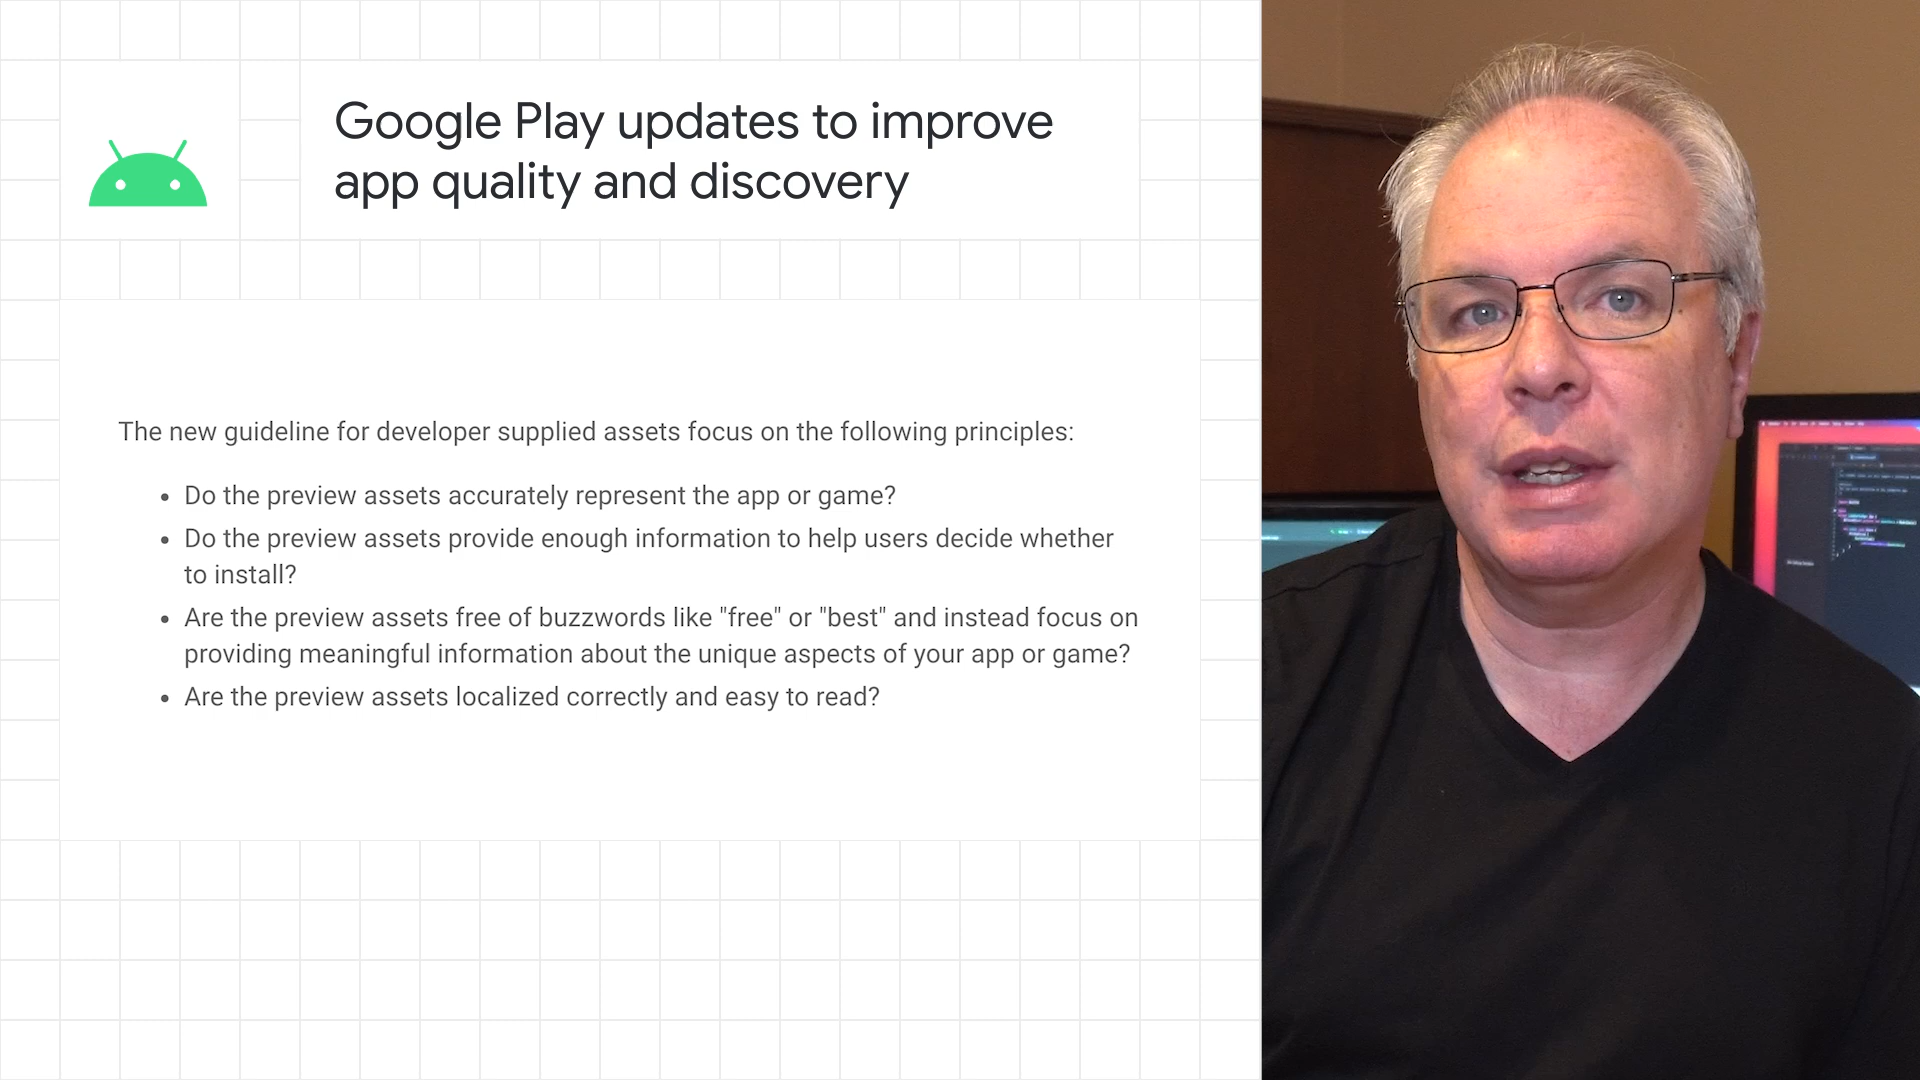 Google Play updates to improve
app quality and discovery
The new guideline for developer supplied assets focus on the following principles:
• Do the preview assets accurately represent the app or game?
• Do the preview assets provide enough information to help users decide whether
to install?
• Are the preview assets free of buzzwords like "free" or "best" and instead focus on
providing meaningful information about the unique aspects of your app or game?
• Are the preview assets localized correctly and easy to read?